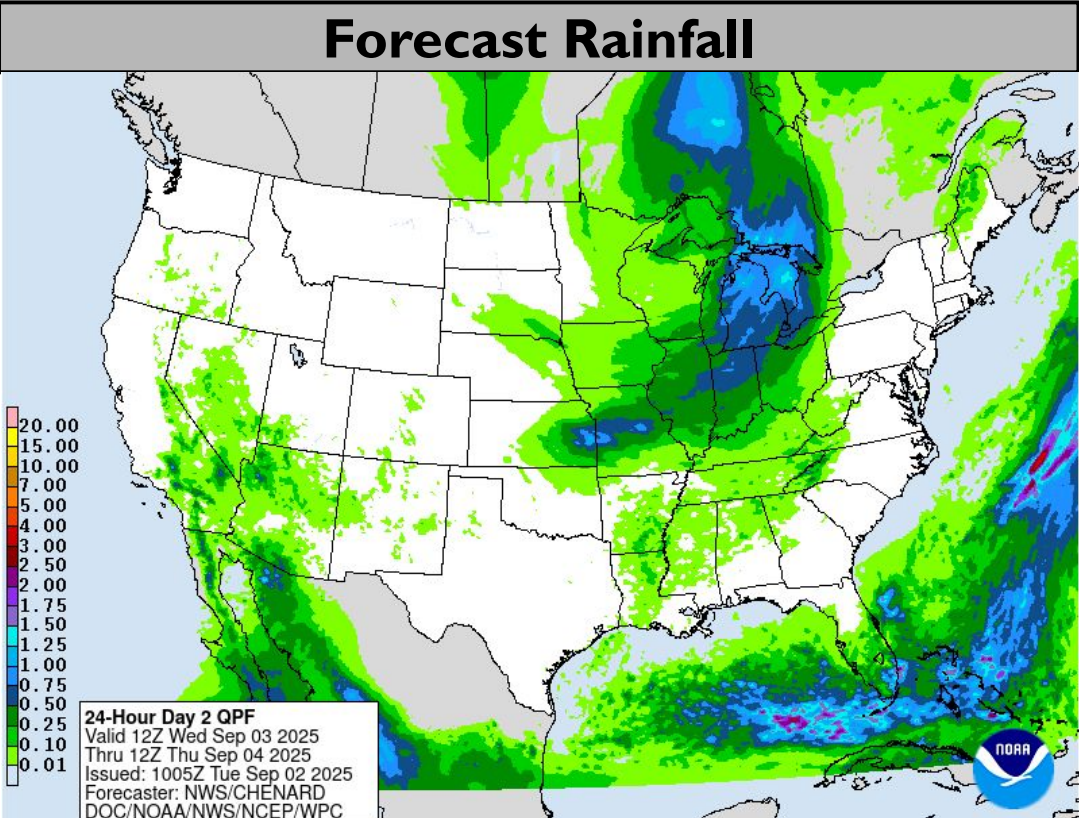 Forecast Rainfall
20.00
15.00
10.00
7.00
5.00
4.00
3.00
2.50
2.00
1.75
1.50
1.25
1.00
0.75
0.50
0.25
0.10
0.01
24-Hour Day 2 QPF
Valid 12Z Wed Sep 03 2025
Thru 12Z Thu Sep 04 2025
Issued: 1005Z Tue Sep 02 2025
Forecaster: NWS/CHENARD
DOC/NOAA/NWS/NCEP/WPC
NOAA